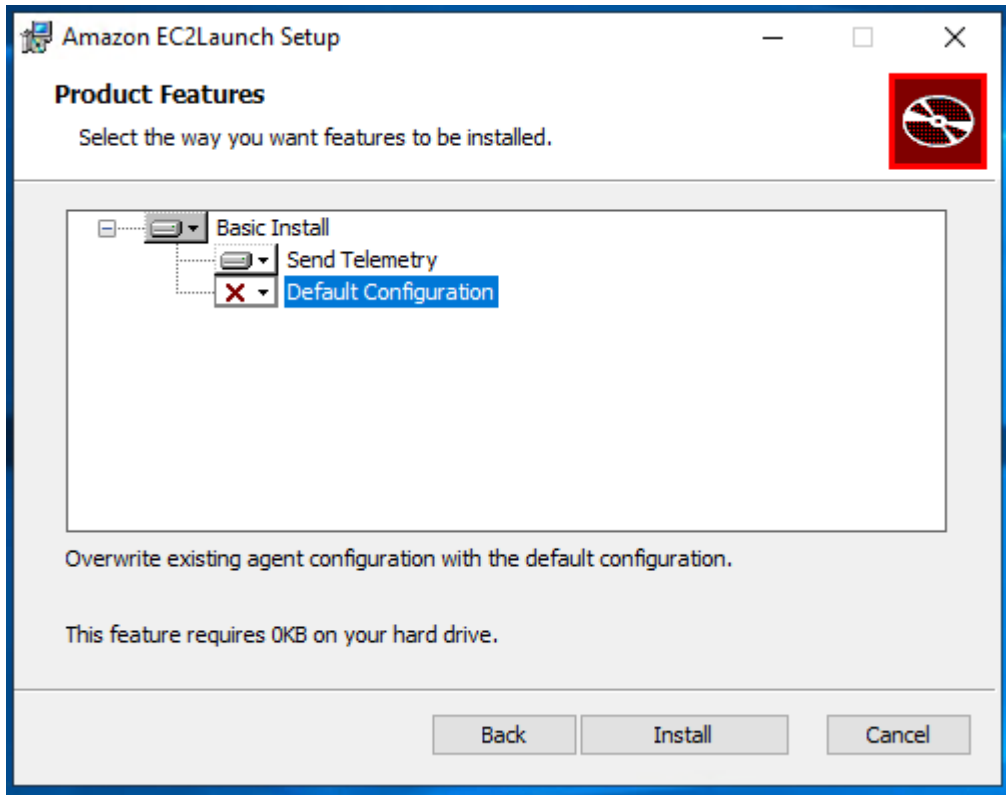 Amazon EC2Launch Setup
Product Features
Select the way you want features to be installed.
Basic Install
Send Telemetry
Default Configuration
Overwrite existing agent configuration with the default configuration.
This feature requires 0KB on your hard drive.
Back Install Cancel